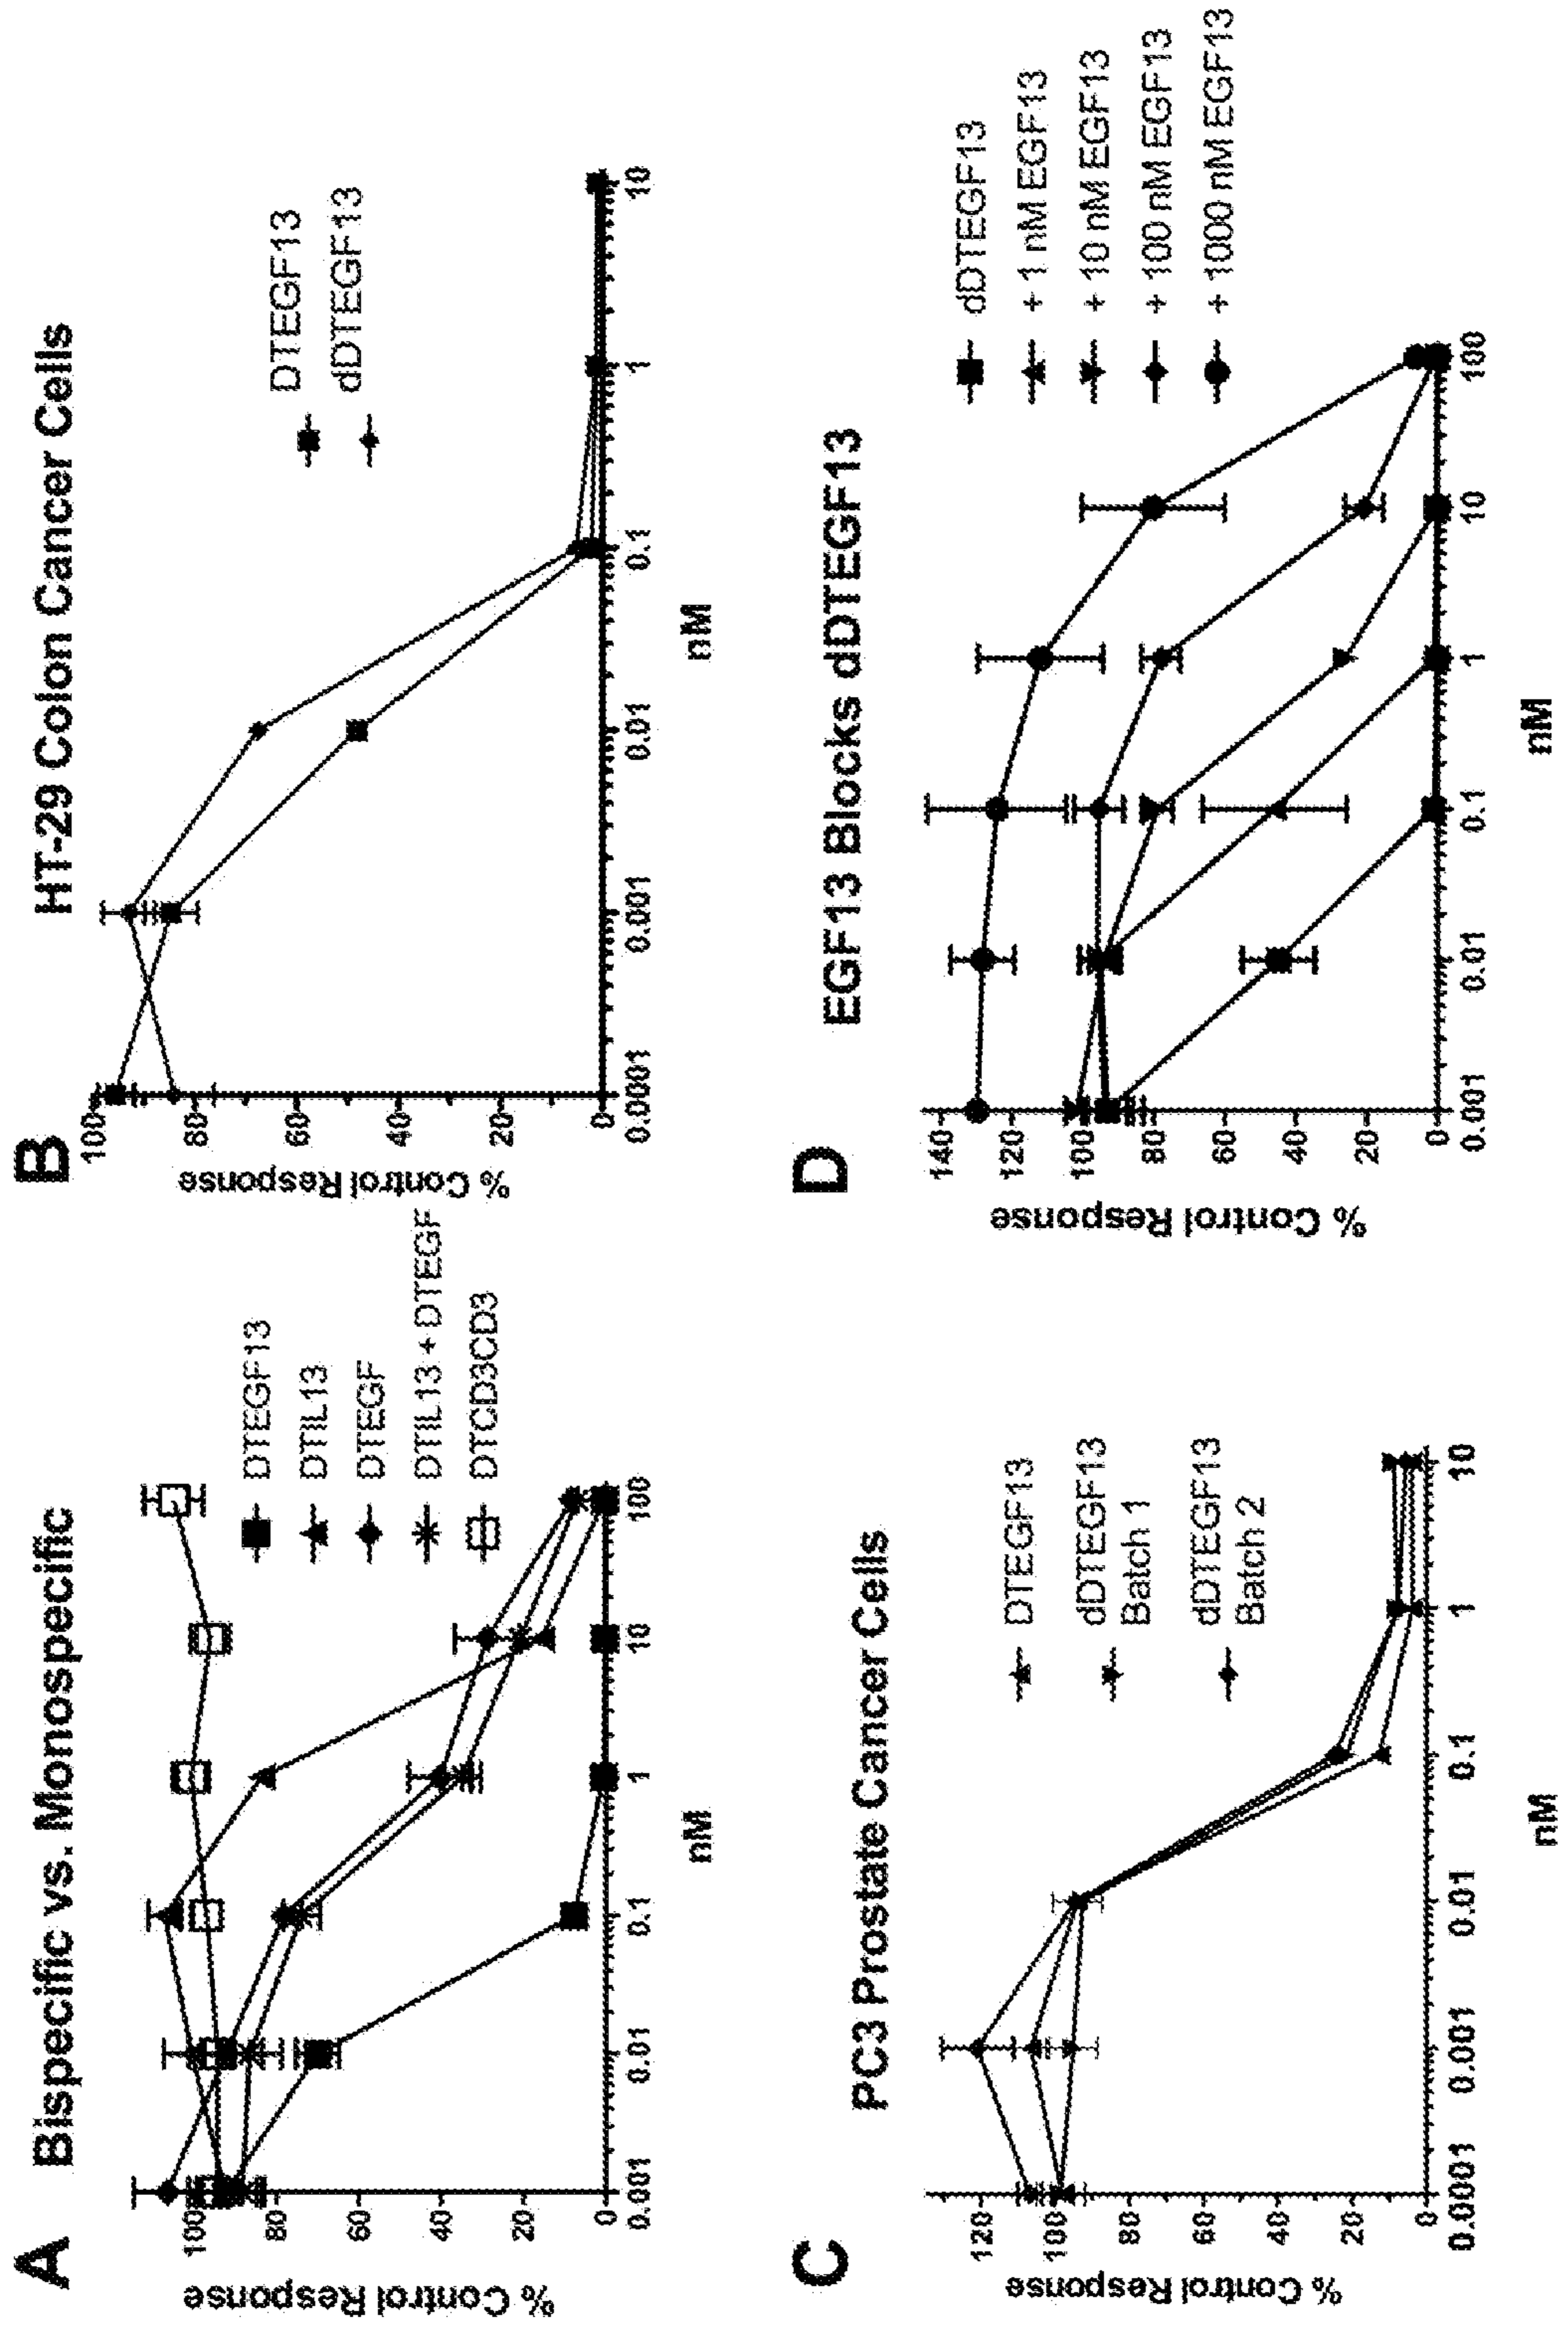 A
Bispecific vs. Monospecific
% Control Response
100
80
60
40
20
0
0.001
0.01
0.1
1
10
100
nM
DTEGF13
DTIL13
DTEGF
DTIL13 + DTEGF
DTCD3CD3
B
HT-29 Colon Cancer Cells
% Control Response
100
80
60
40
20
0
0.0001
0.001
0.01
0.1
1
10
nM
DTEGF13
dDTEGF13
C
PC3 Prostate Cancer Cells
% Control Response
120
100
80
60
40
20
0
0.0001
0.001
0.01
0.1
1
10
nM
DTEGF13
dDTEGF13
Batch 1
dDTEGF13
Batch 2
D
EGF13 Blocks dDTEGF13
% Control Response
140
120
100
80
60
40
20
0
0.001
0.01
0.1
1
10
100
nM
dDTEGF13
+ 1 nM EGF13
+ 10 nM EGF13
+ 100 nM EGF13
+ 1000 nM EGF13